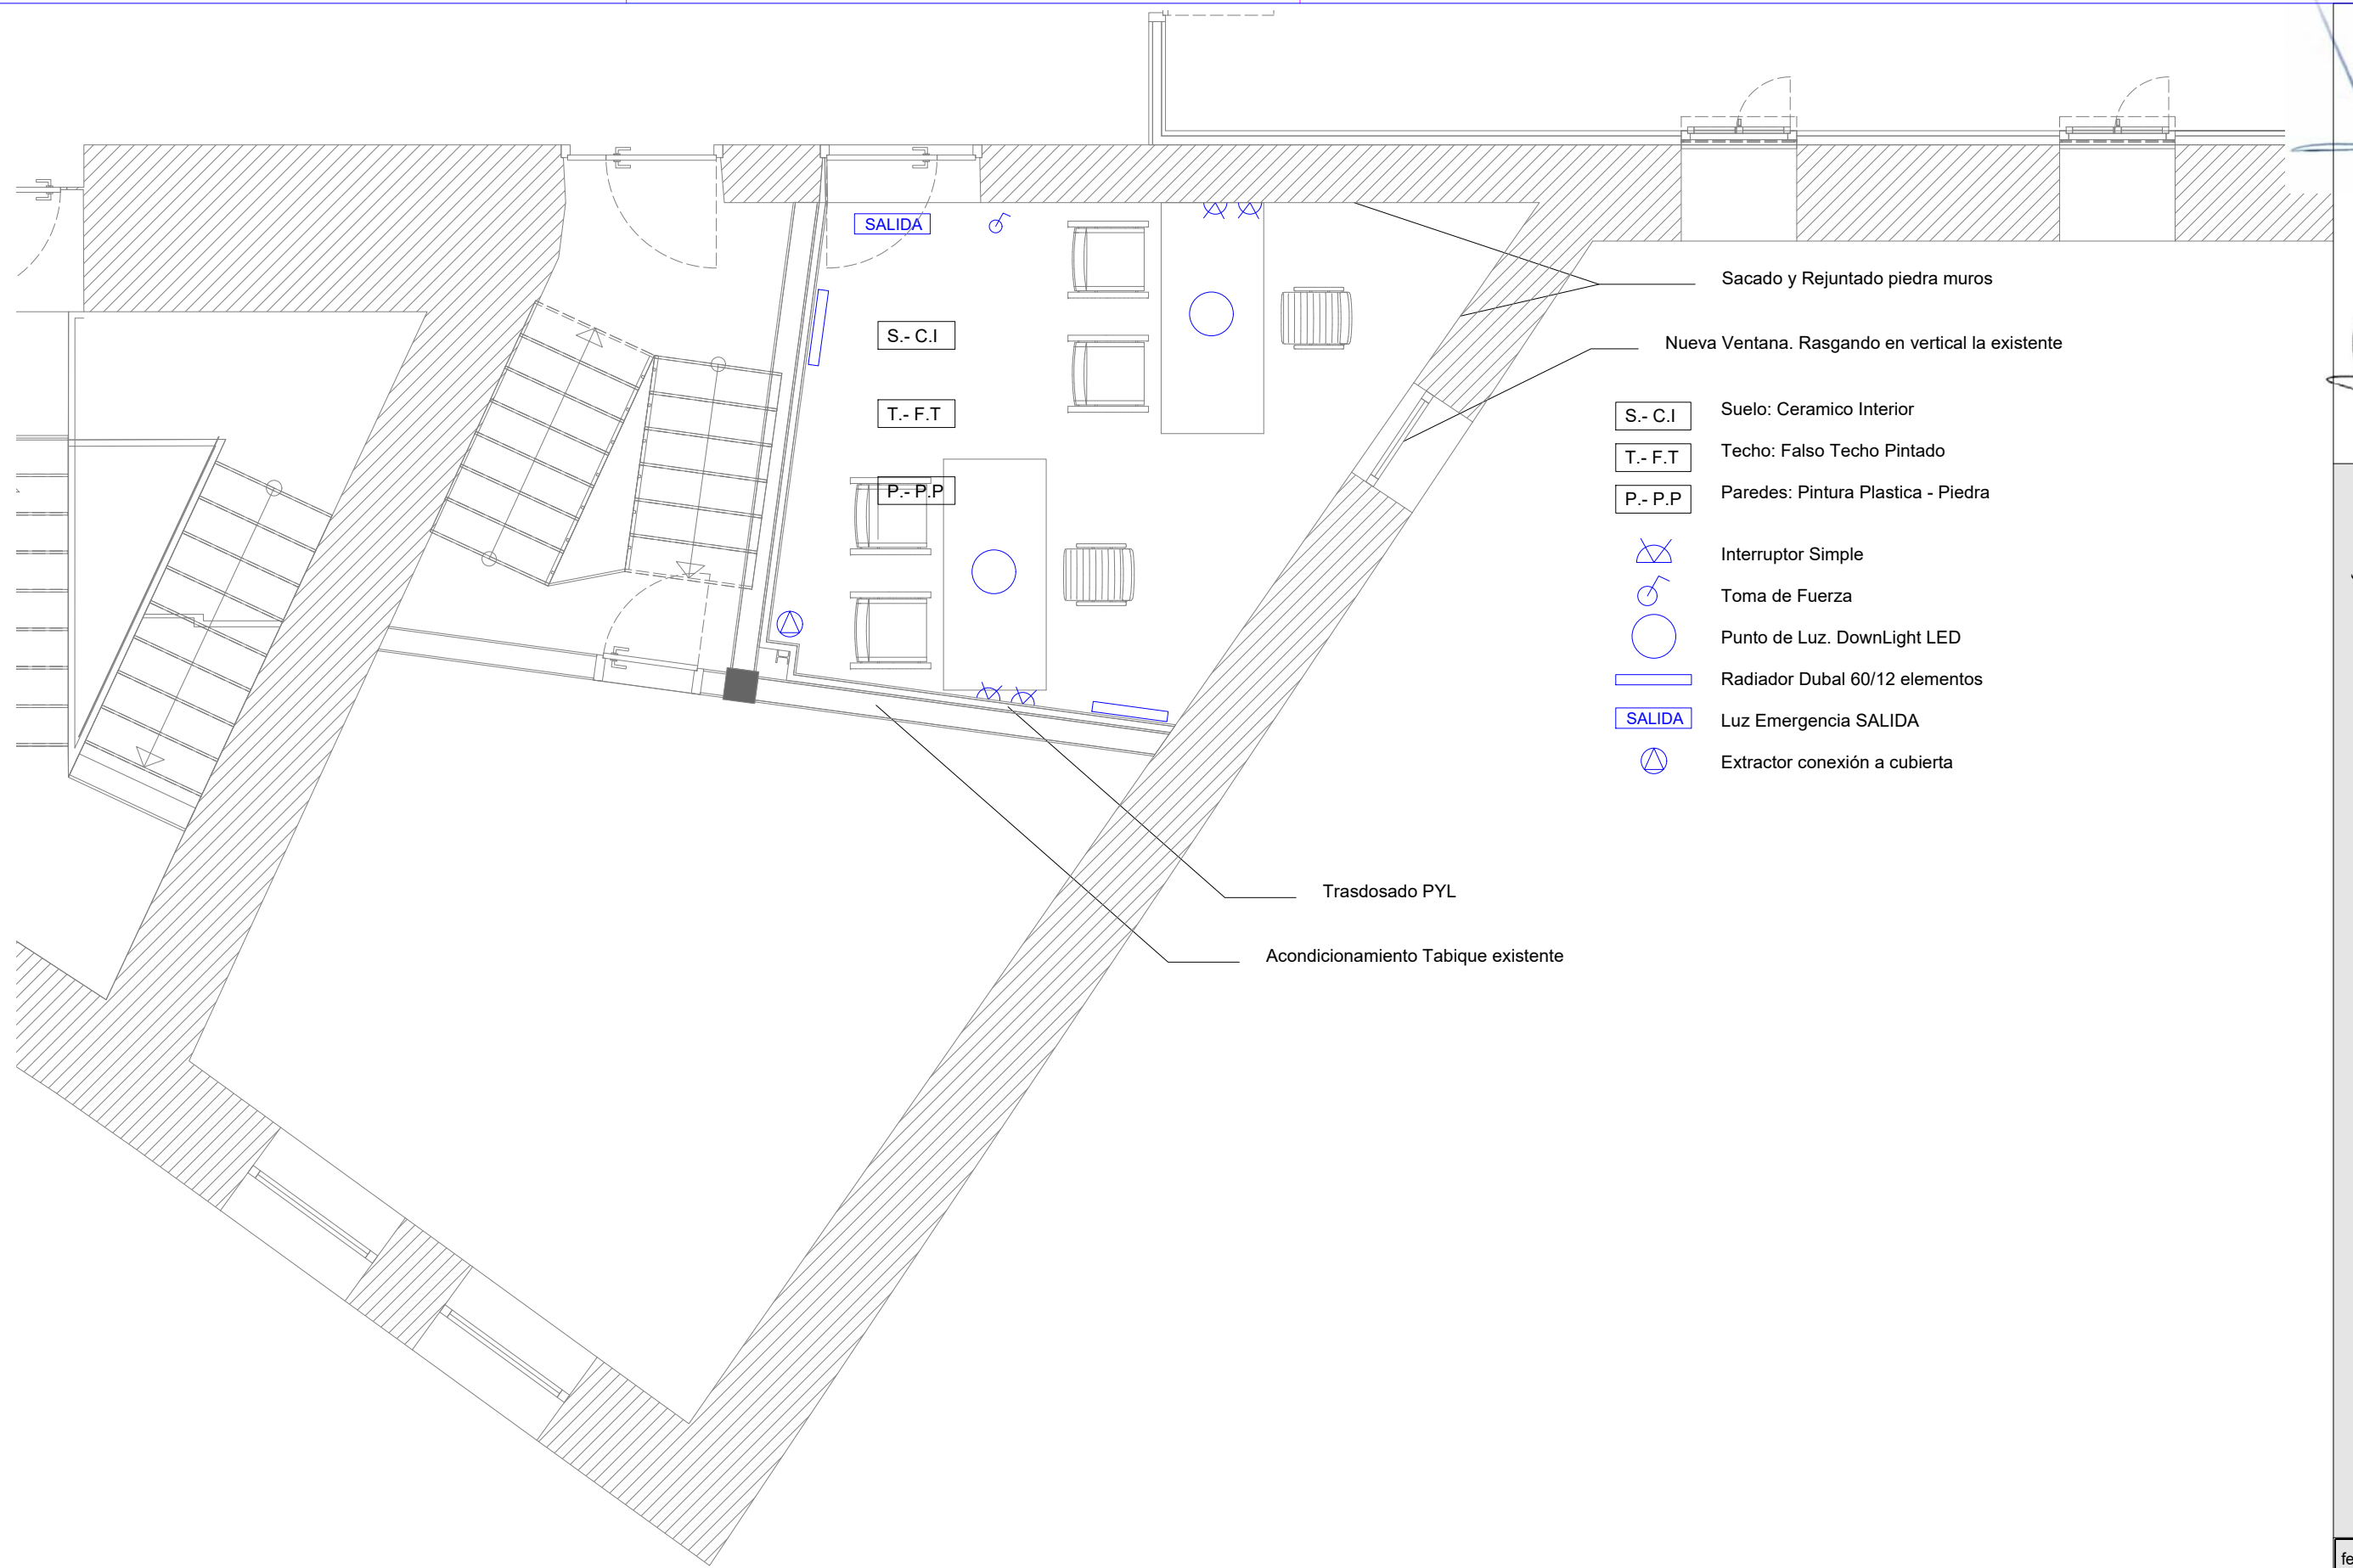 SALIDA
S.- C.I
T.- F.T
P.- P.P
Sacado y Rejuntado piedra muros
Nueva Ventana. Rasgando en vertical la existente
S.- C.I Suelo: Ceramico Interior
T.- F.T Techo: Falso Techo Pintado
P.- P.P Paredes: Pintura Plastica - Piedra
Interruptor Simple
Toma de Fuerza
Punto de Luz. DownLight LED
Radiador Dubal 60/12 elementos
SALIDA Luz Emergencia SALIDA
Extractor conexión a cubierta
Trasdosado PYL
Acondicionamiento Tabique existente